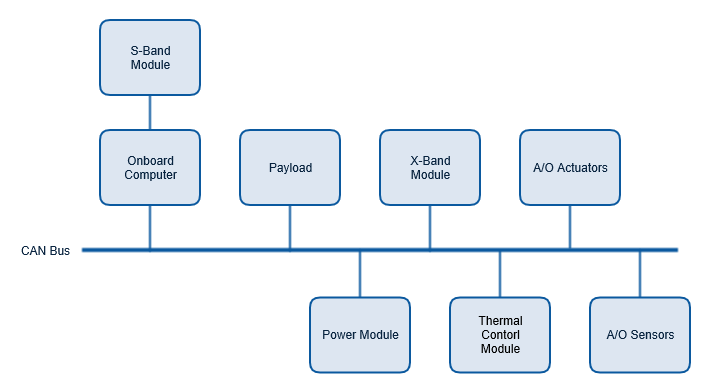 S-Band
Module
Onboard
Computer
Payload
X-Band
Module
A/O Actuators
CAN Bus
Power Module
Thermal
Contorl
Module
A/O Sensors